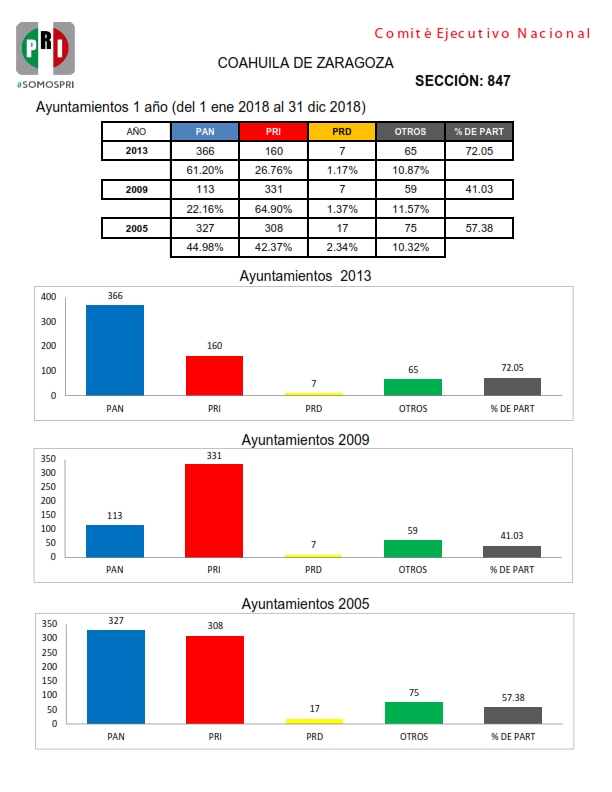 Comité Ejecutivo Nacional
PRI
#SOMOSPRI
COAHUILA DE ZARAGOZA
SECCIÓN: 847
Ayuntamientos 1 año (del 1 ene 2018 al 31 dic 2018)
AÑO PAN PRI PRD OTROS % DE PART
2013 366 160 7 65 72.05
61.20% 26.76% 1.17% 10.87%
2009 113 331 7 59 41.03
22.16% 64.90% 1.37% 11.57%
2005 327 308 17 75 57.38
44.98% 42.37% 2.34% 10.32%
Ayuntamientos 2013
400
300
200
100
0
366 160 7 65 72.05
PAN PRI PRD OTROS % DE PART
Ayuntamientos 2009
350
300
250
200
150
100
50
0
113 331 7 59 41.03
PAN PRI PRD OTROS % DE PART
Ayuntamientos 2005
350
300
250
200
150
100
50
0
327 308 17 75 57.38
PAN PRI PRD OTROS % DE PART